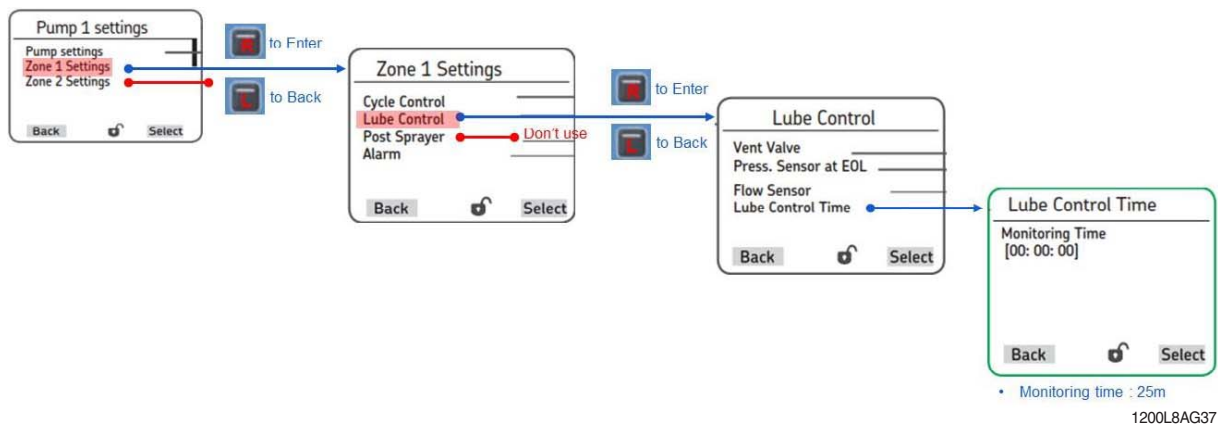 Pump 1 settings
Pump settings
Zone 1 Settings
Zone 2 Settings
Back Select
R to Enter
L to Back
Zone 1 Settings
Cycle Control
Lube Control
Post Sprayer Don't use
Alarm
Back Select
R to Enter
L to Back
Lube Control
Vent Valve
Press. Sensor at EOL
Flow Sensor
Lube Control Time
Back Select
Lube Control Time
Monitoring Time
[00: 00: 00]
Back Select
• Monitoring time : 25m
1200L8AG37